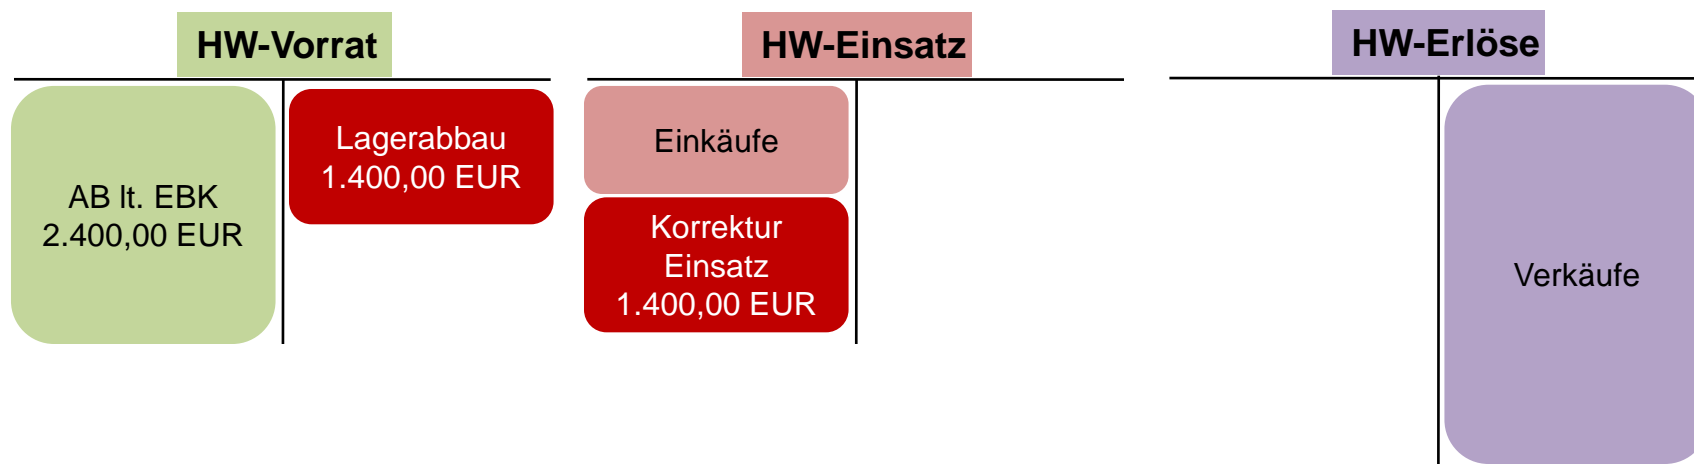 HW-Vorrat
AB lt. EBK
2.400,00 EUR
Lagerabbau
1.400,00 EUR
HW-Einsatz
Einkäufe
Korrektur
Einsatz
1.400,00 EUR
HW-Erlöse
Verkäufe